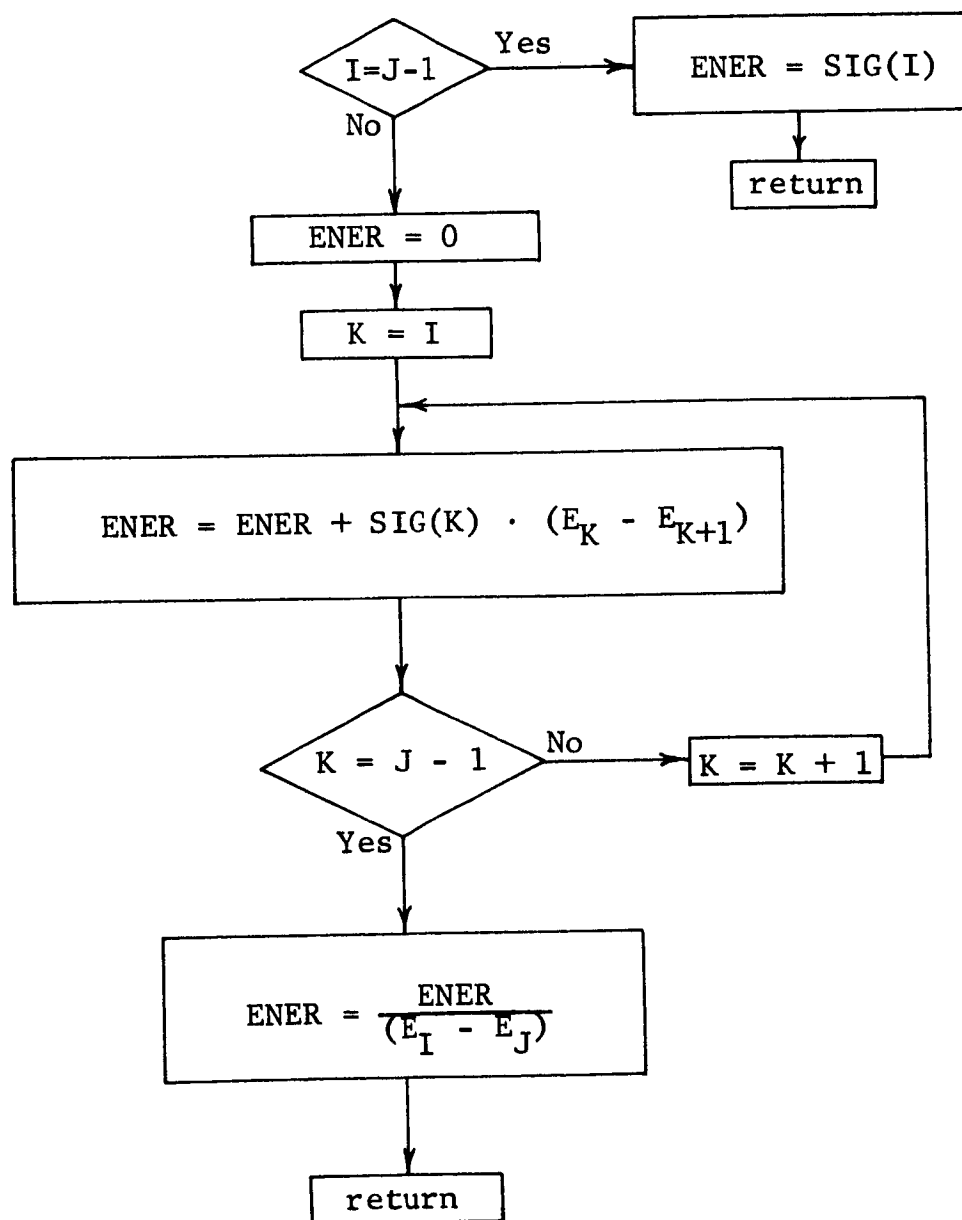 I=J-1
Yes
ENER = SIG(I)
No
return
ENER = 0
K = I
ENER = ENER + SIG(K) · (E_K - E_{K+1})
K = J - 1
No
K = K + 1
Yes
ENER = ENER / (E_I - E_J)
return